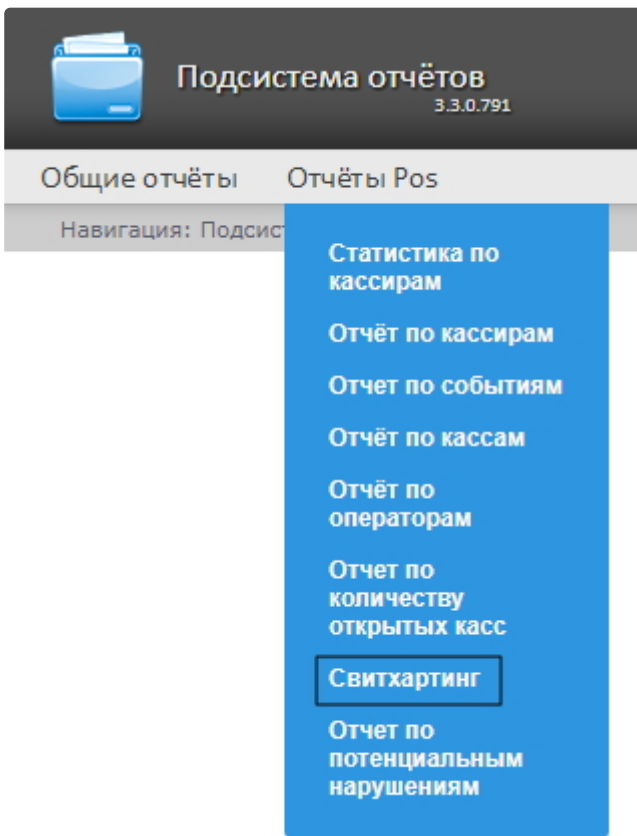 Подсистема отчётов
3.3.0.791
Общие отчёты Отчёты Pos
Навигация: Подсис
Статистика по
кассирам
Отчёт по кассирам
Отчет по событиям
Отчёт по кассам
Отчёт по
операторам
Отчет по
количеству
открытых касс
Свитхартинг
Отчет по
потенциальным
нарушениям